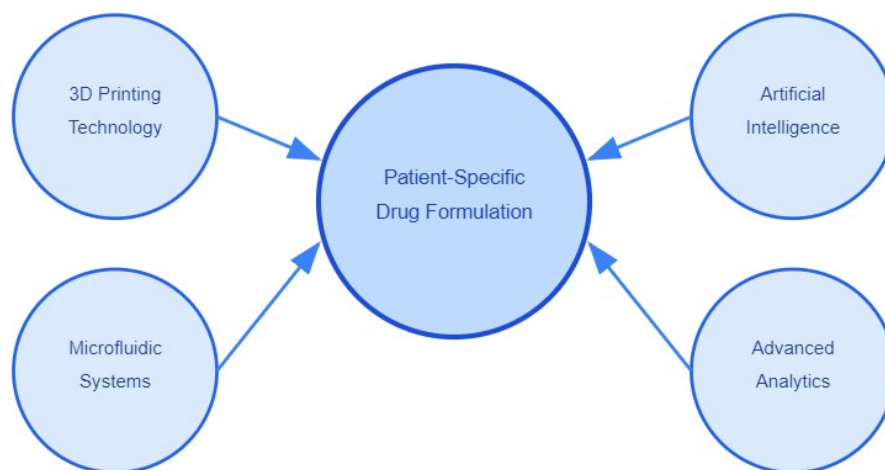 3D Printing
Technology
Artificial
Intelligence
Patient-Specific
Drug Formulation
Microfluidic
Systems
Advanced
Analytics